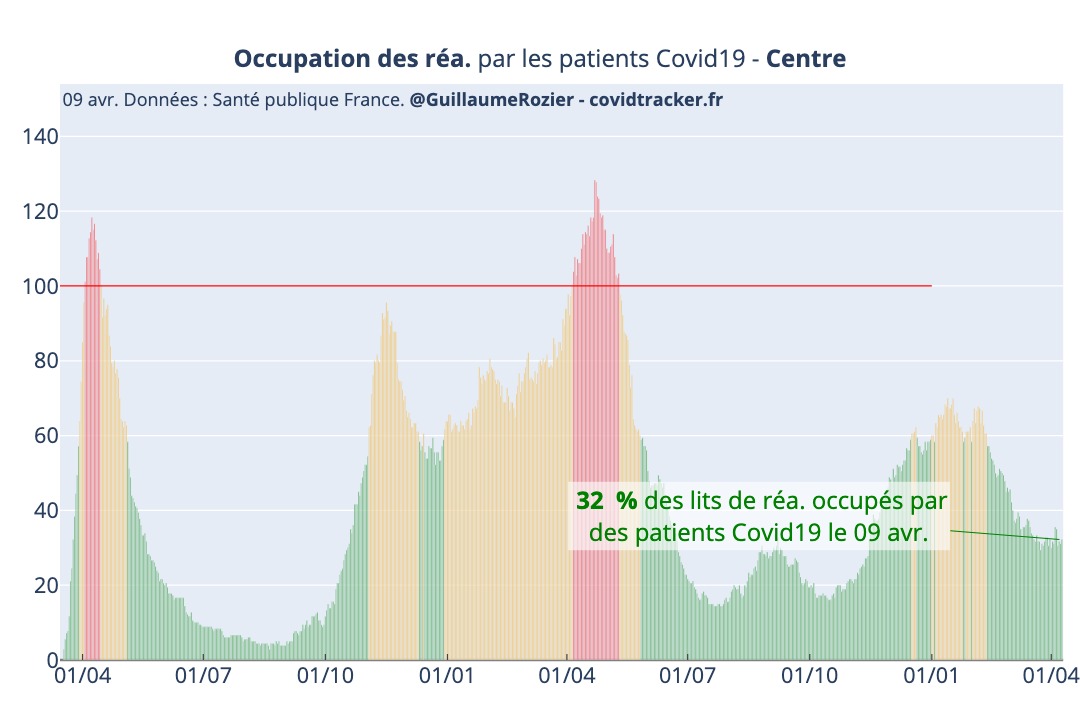 Occupation des réa. par les patients Covid19 - Centre
09 avr. Données : Santé publique France. @GuillaumeRozier - covidtracker.fr
140
120
100
80
60
40
20
0
32 % des lits de réa. occupés par
des patients Covid19 le 09 avr.
01/04 01/07 01/10 01/01 01/04 01/07 01/10 01/01 01/04